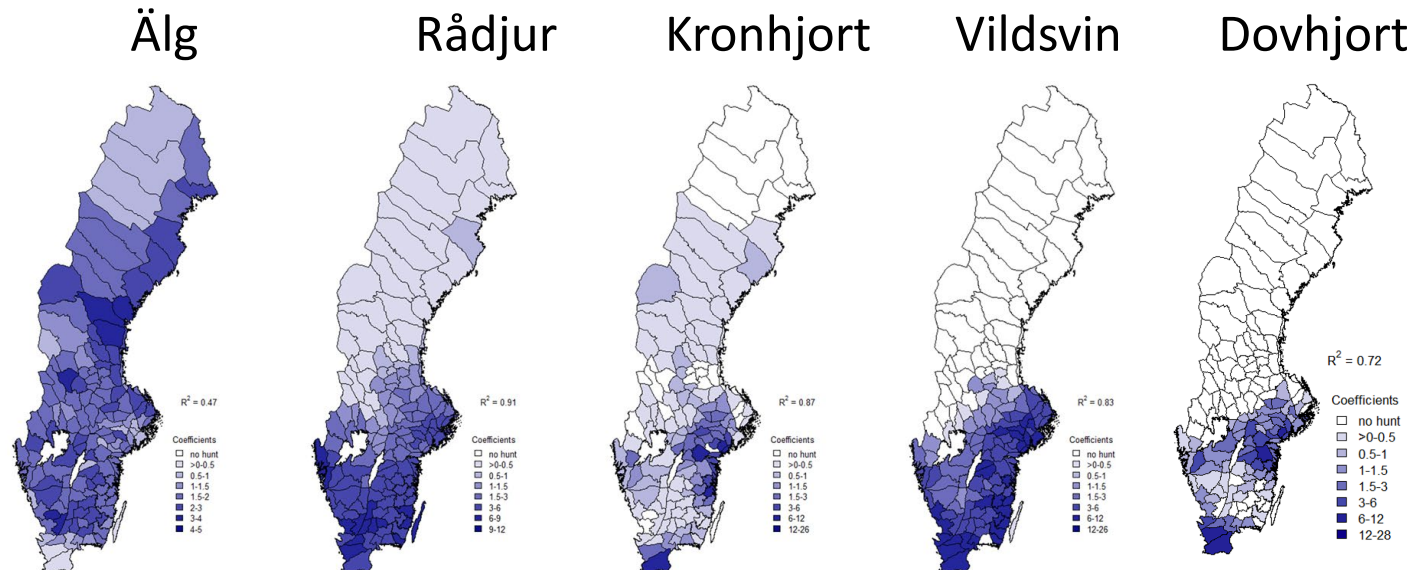 Älg
Rådjur
Kronhjort
Vildsvin
Dovhjort
R² = 0.47
Coefficients
no hunt
>0-0.5
0.5-1
1-1.5
1.5-2
2-3
3-4
4-5
R² = 0.91
Coefficients
no hunt
>0-0.5
0.5-1
1-1.5
1.5-3
3-6
6-9
9-12
R² = 0.87
Coefficients
no hunt
>0-0.5
0.5-1
1-1.5
1.5-3
3-6
6-12
12-26
R² = 0.83
Coefficients
no hunt
>0-0.5
0.5-1
1-1.5
1.5-3
3-6
6-12
12-26
R² = 0.72
Coefficients
no hunt
>0-0.5
0.5-1
1-1.5
1.5-3
3-6
6-12
12-28